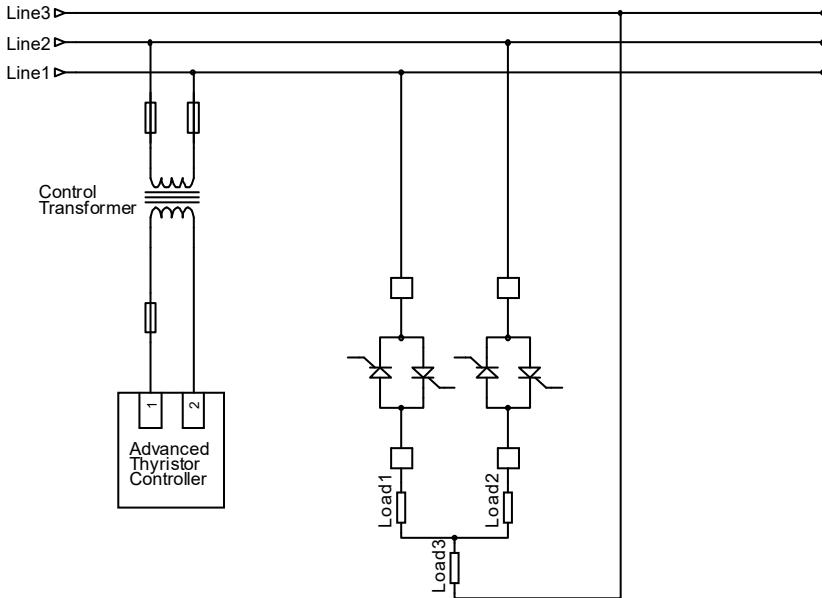 Line3
Line2
Line1
Control
Transformer
1
2
Advanced
Thyristor
Controller
Load1
Load2
Load3